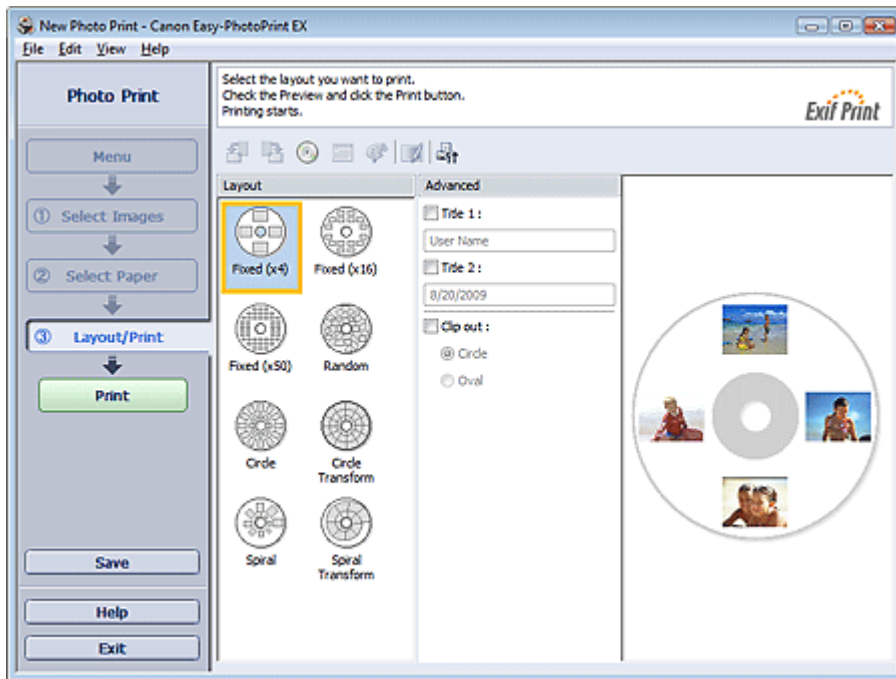 New Photo Print - Canon Easy-PhotoPrint EX
File Edit View Help
Photo Print
Select the layout you want to print.
Check the Preview and click the Print button.
Printing starts.
Exif Print
Menu
① Select Images
② Select Paper
③ Layout/Print
Print
Save
Help
Exit
Layout
Fixed (x4)
Fixed (x16)
Fixed (x50)
Random
Circle
Circle
Transform
Spiral
Spiral
Transform
Advanced
Title 1 :
User Name
Title 2 :
8/20/2009
Clip out :
Circle
Oval